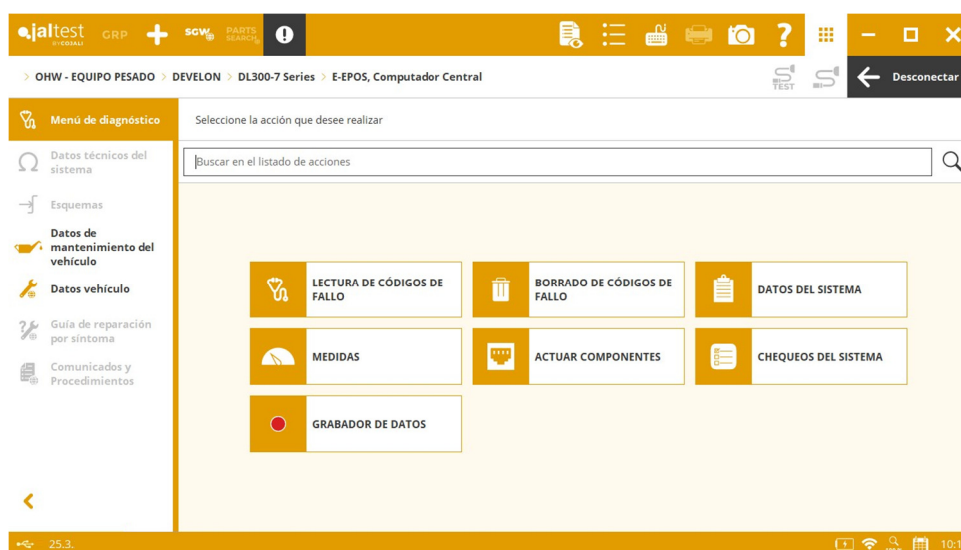 jaltest GRP SGW PARTS SEARCH
BY COJALI
OHW - EQUIPO PESADO > DEVELON > DL300-7 Series > E-EPOS, Computador Central
TEST
Desconectar
Menú de diagnóstico
Seleccione la acción que desee realizar
Datos técnicos del
sistema
Buscar en el listado de acciones
Esquemas
Datos de
mantenimiento del
vehículo
Datos vehículo
Guía de reparación
por síntoma
Comunicados y
Procedimientos
LECTURA DE CÓDIGOS DE
FALLO
BORRADO DE CÓDIGOS DE
FALLO
DATOS DEL SISTEMA
MEDIDAS
ACTUAR COMPONENTES
CHEQUEOS DEL SISTEMA
GRABADOR DE DATOS
25.3.
10:1